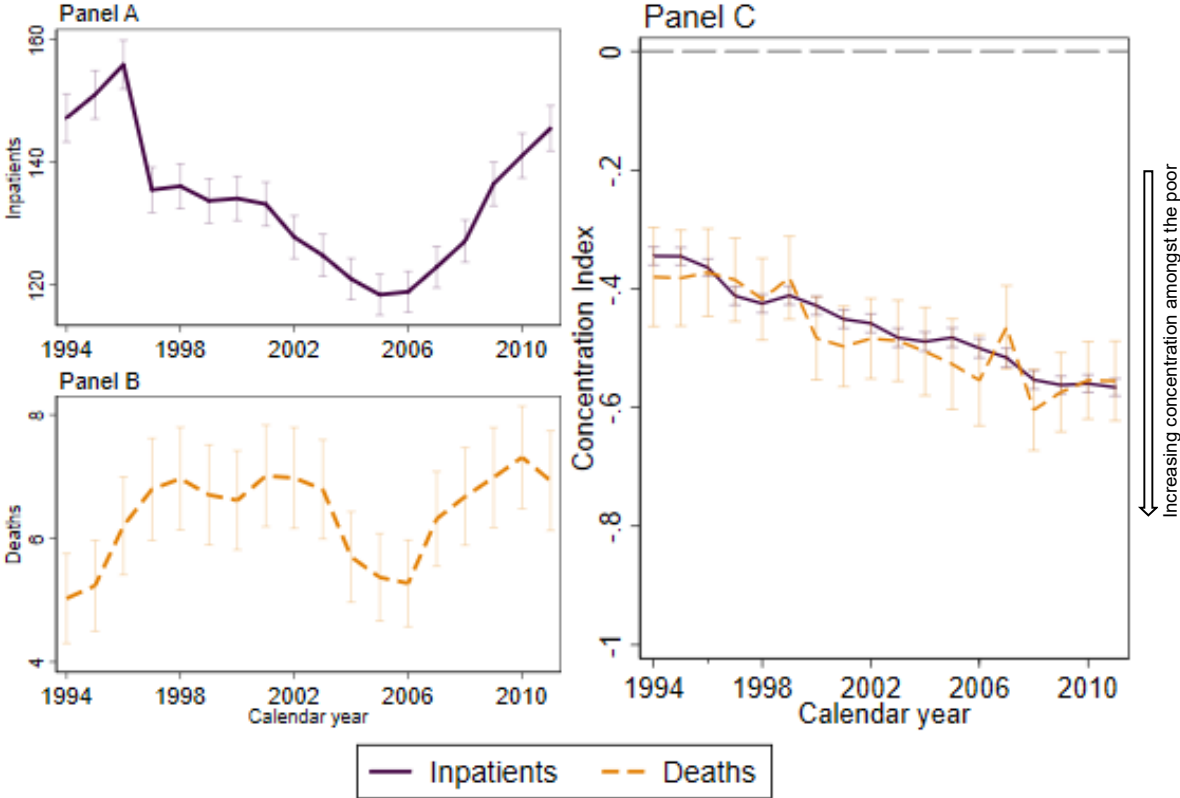 Panel A
160
140
120
Inpatients
1994 1998 2002 2006 2010
Panel B
8
6
4
Deaths
1994 1998 2002 2006 2010
Calendar year
Panel C
0
-.2
-.4
-.6
-.8
-1
Concentration Index
1994 1998 2002 2006 2010
Calendar year
Increasing concentration amongst the poor
Inpatients Deaths